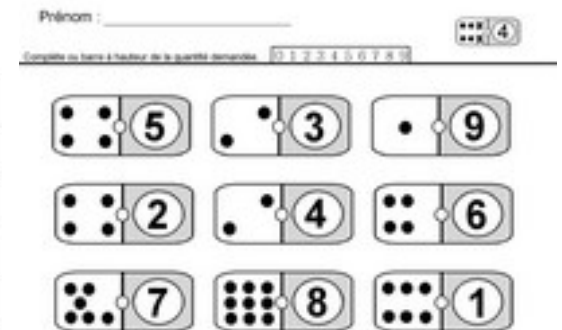 Prénom :
4
Complète ou barre à hauteur de la quantité demandée. 0 1 2 3 4 5 6 7 8 9
5 3 9
2 4 6
7 8 1